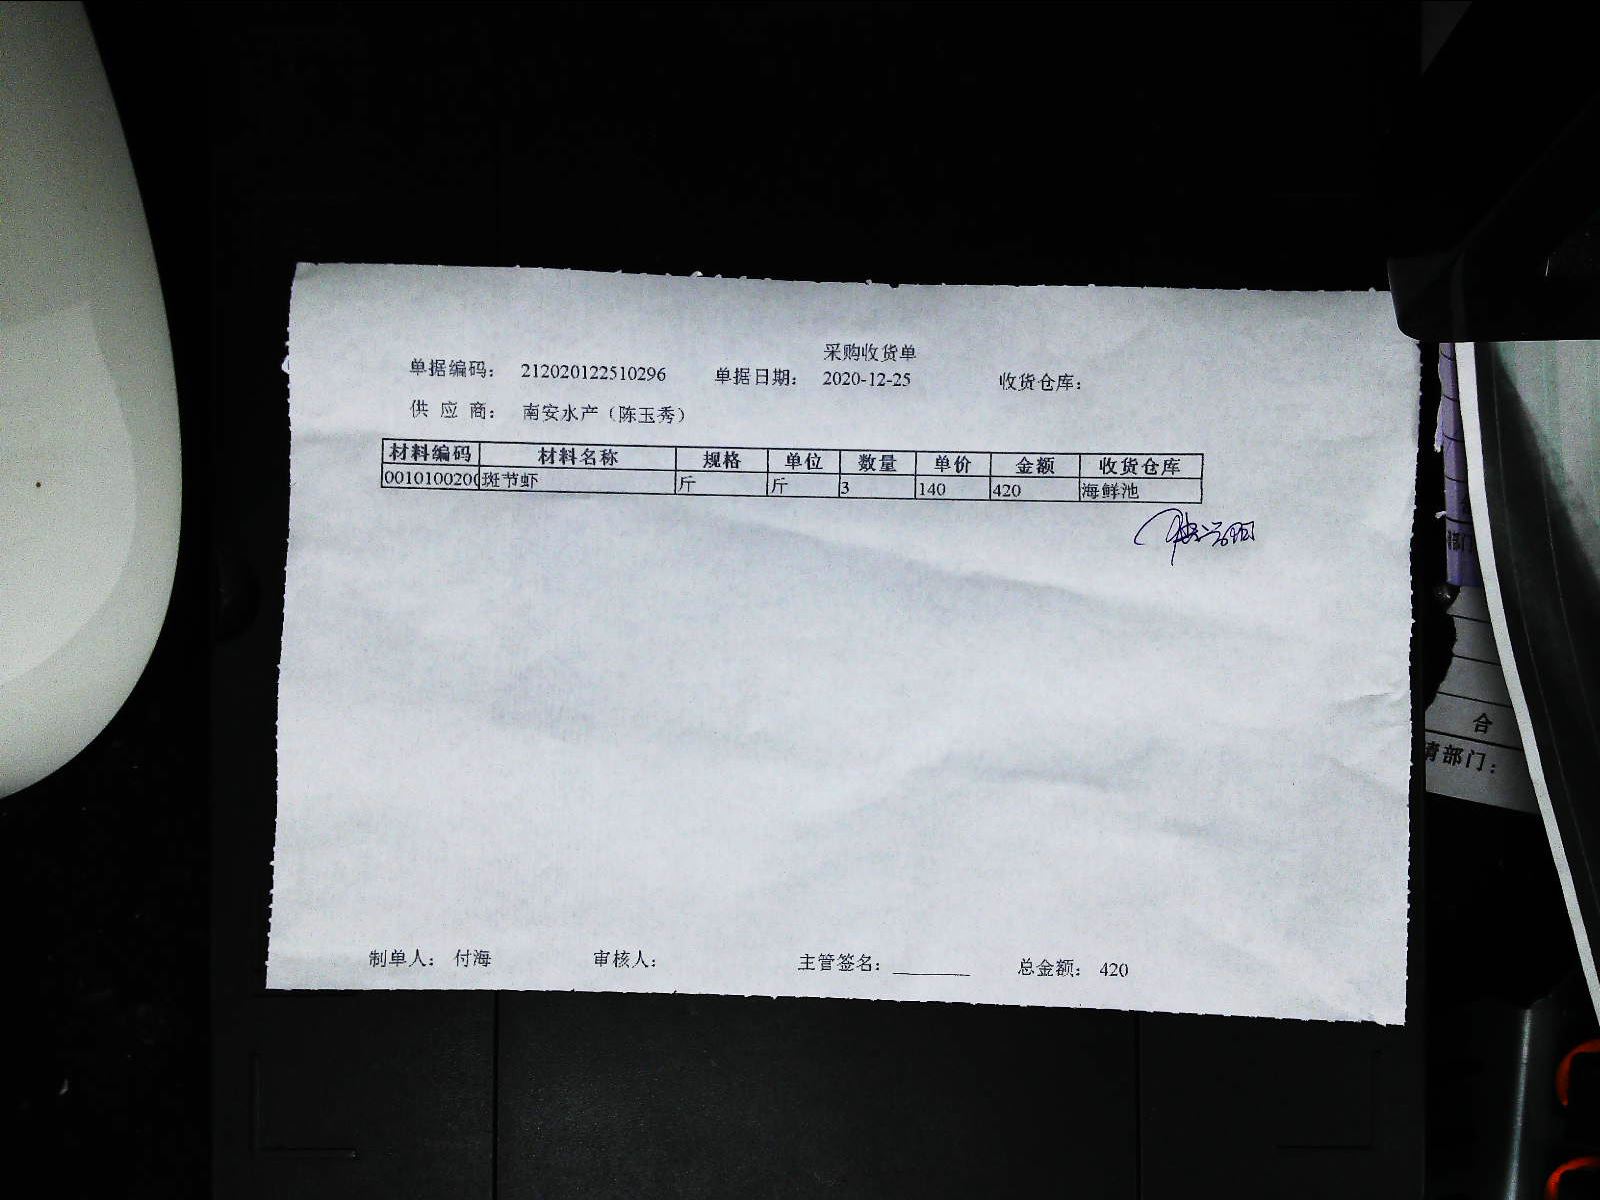 采购收货单
单据编码： 212020122510296 单据日期： 2020-12-25 收货仓库：
供 应 商： 南安水产（陈玉秀）
材料编码 材料名称 规格 单位 数量 单价 金额 收货仓库
0010100200 斑节虾 斤 斤 3 140 420 海鲜池
制单人： 付海 审核人： 主管签名：________ 总金额： 420
合
请部门：